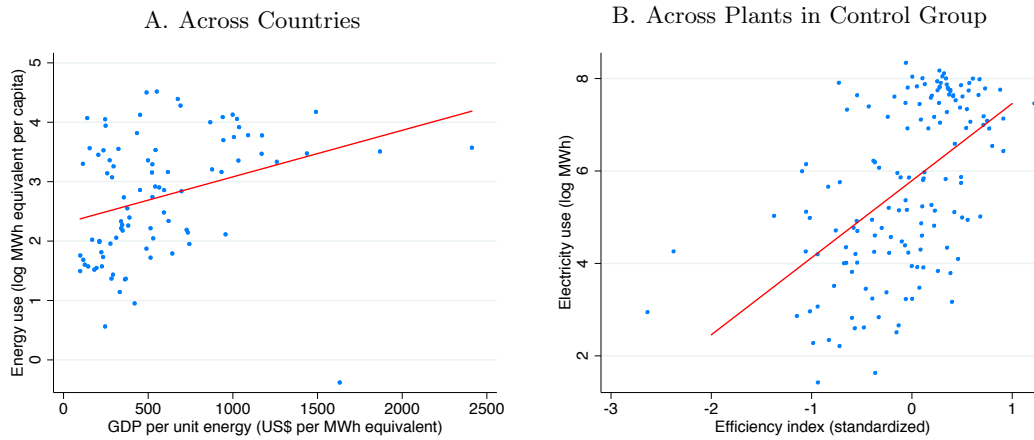 A. Across Countries
Energy use (log MWh equivalent per capita)
5
4
3
2
1
0
0 500 1000 1500 2000 2500
GDP per unit energy (US$ per MWh equivalent)
B. Across Plants in Control Group
Electricity use (log MWh)
8
6
4
2
-3 -2 -1 0 1
Efficiency index (standardized)